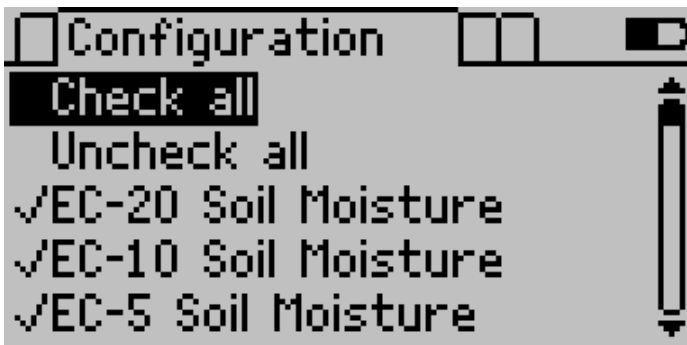 Configuration
Check all
Uncheck all
✓EC-20 Soil Moisture
✓EC-10 Soil Moisture
✓EC-5 Soil Moisture